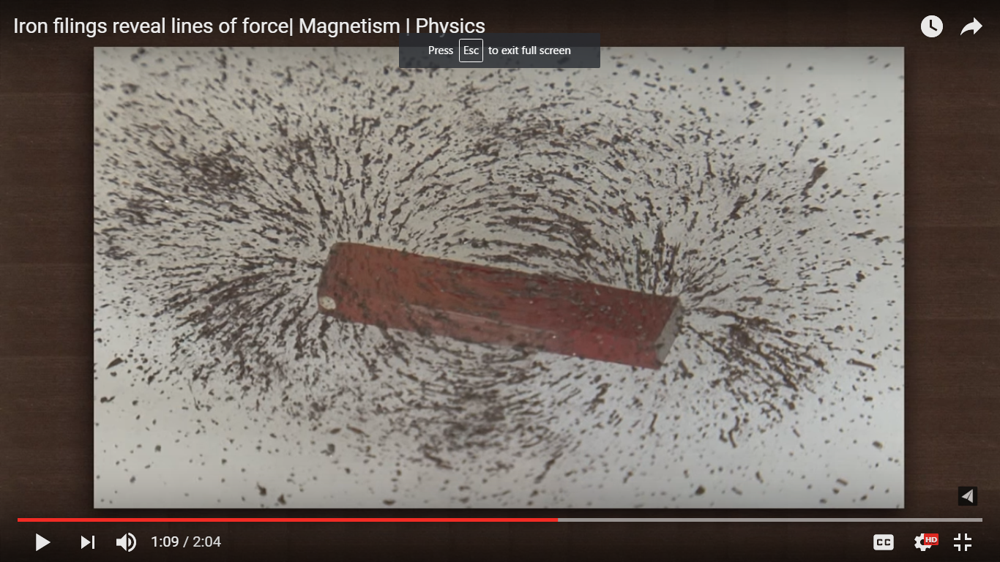 Iron filings reveal lines of force| Magnetism | Physics
Press Esc to exit full screen
1:09 / 2:04
CC
HD